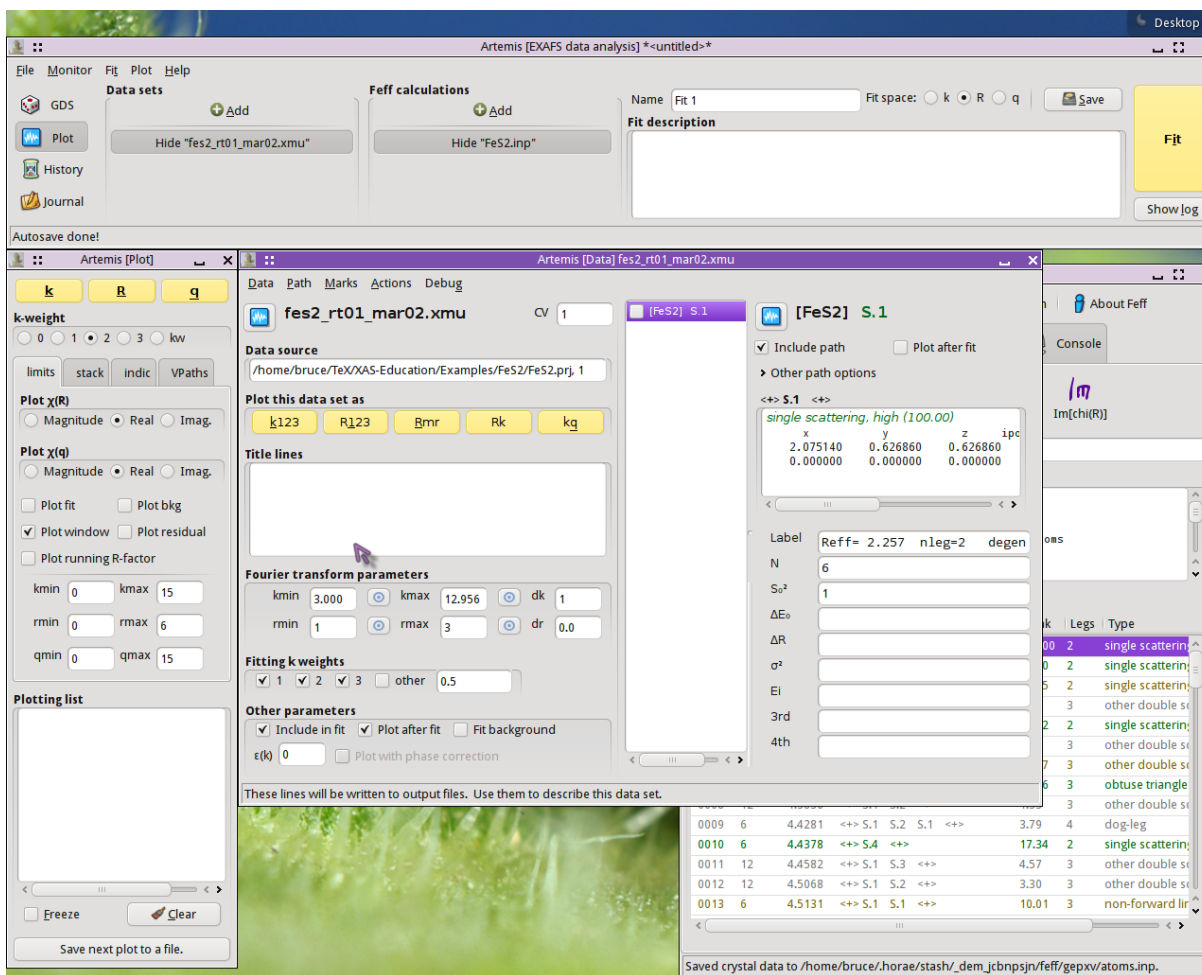 Desktop
Artemis [EXAFS data analysis] *<untitled>*
File Monitor Fit Plot Help
GDS
Plot
History
Journal
Data sets
Add
Hide "fes2_rt01_mar02.xmu"
Feff calculations
Add
Hide "FeS2.inp"
Name Fit 1
Fit space: k R q
Save
Fit description
Fit
Show log
Autosave done!
Artemis [Plot]
k R q
k-weight
0 1 2 3 kw
limits stack indic VPaths
Plot χ(R)
Magnitude Real Imag.
Plot χ(q)
Magnitude Real Imag.
Plot fit Plot bkg
Plot window Plot residual
Plot running R-factor
kmin 0 kmax 15
rmin 0 rmax 6
qmin 0 qmax 15
Plotting list
Freeze Clear
Save next plot to a file.
Artemis [Data] fes2_rt01_mar02.xmu
Data Path Marks Actions Debug
fes2_rt01_mar02.xmu CV 1
Data source
/home/bruce/TeX/XAS-Education/Examples/FeS2/FeS2.prj, 1
Plot this data set as
k123 R123 Rmr Rk kq
Title lines
Fourier transform parameters
kmin 3.000 kmax 12.956 dk 1
rmin 1 rmax 3 dr 0.0
Fitting k weights
1 2 3 other 0.5
Other parameters
Include in fit Plot after fit Fit background
ε(k) 0 Plot with phase correction
These lines will be written to output files. Use them to describe this data set.
[FeS2] S.1
[FeS2] S.1
Include path Plot after fit
Other path options
<+> S.1 <+>
single scattering, high (100.00)
x y z ipo
2.075140 0.626860 0.626860
0.000000 0.000000 0.000000
Label Reff= 2.257 nleg=2 degen
N 6
S₀² 1
ΔE₀
ΔR
σ²
Ei
3rd
4th
About Feff
Console
Im[chi(R)]
oms
Legs Type
00 2 single scattering
0 2 single scattering
5 2 single scattering
3 other double sc
2 2 single scattering
3 other double sc
7 3 other double sc
6 3 obtuse triangle
3 other double sc
0009 6 4.4281 <+> S.1 S.2 S.1 <+> 3.79 4 dog-leg
0010 6 4.4378 <+> S.4 <+> 17.34 2 single scattering
0011 12 4.4582 <+> S.1 S.3 <+> 4.57 3 other double sc
0012 12 4.5068 <+> S.1 S.2 <+> 3.30 3 other double sc
0013 6 4.5131 <+> S.1 S.1 <+> 10.01 3 non-forward lin
Saved crystal data to /home/bruce/.horae/stash/_dem_jcbnpsjn/feff/gepxv/atoms.inp.